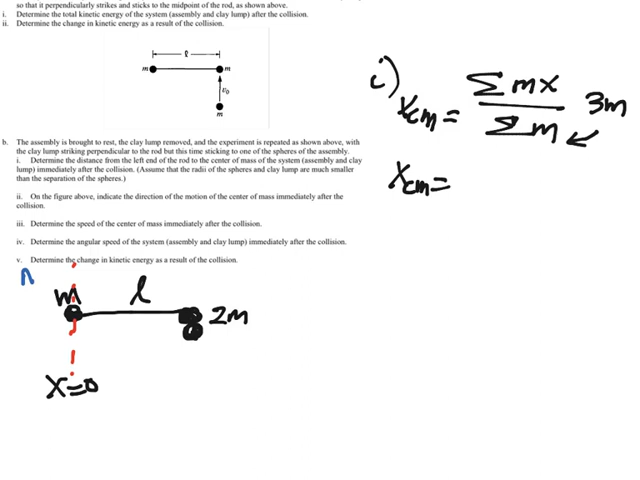 so that it perpendicularly strikes and sticks to the midpoint of the rod, as shown above.
i. Determine the total kinetic energy of the system (assembly and clay lump) after the collision.
ii. Determine the change in kinetic energy as a result of the collision.
ℓ
m m
v₀
m
b. The assembly is brought to rest, the clay lump removed, and the experiment is repeated as shown above, with
the clay lump striking perpendicular to the rod but this time sticking to one of the spheres of the assembly.
i. Determine the distance from the left end of the rod to the center of mass of the system (assembly and clay
lump) immediately after the collision. (Assume that the radii of the spheres and clay lump are much smaller
than the separation of the spheres.)
ii. On the figure above, indicate the direction of the motion of the center of mass immediately after the
collision.
iii. Determine the speed of the center of mass immediately after the collision.
iv. Determine the angular speed of the system (assembly and clay lump) immediately after the collision.
v. Determine the change in kinetic energy as a result of the collision.
m ℓ
2m
x=0
i)
xcm = Σmx / Σm 3m
xcm =